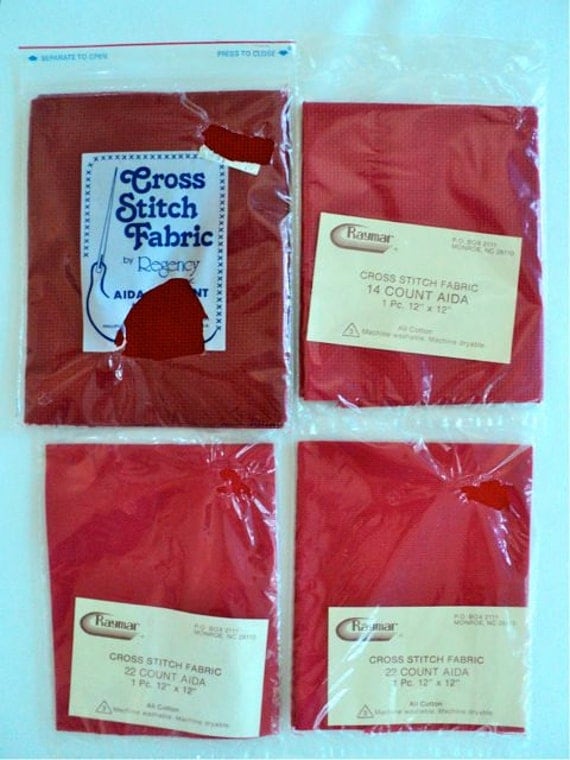 SEPARATE TO OPEN
PRESS TO CLOSE
Cross
Stitch
Fabric
by Regency
AIDA
Raymar
P.O. BOX 2111
MONROE, NC 28110
CROSS STITCH FABRIC
14 COUNT AIDA
1 Pc. 12" x 12"
All Cotton
3 Machine washable. Machine dryable.
Raymar
P.O. BOX 2111
MONROE, NC 28110
CROSS STITCH FABRIC
22 COUNT AIDA
1 Pc. 12" x 12"
All Cotton
3 Machine washable. Machine dryable.
Raymar
P.O. BOX 2111
MONROE, NC 28110
CROSS STITCH FABRIC
22 COUNT AIDA
1 Pc. 12" x 12"
All Cotton
3 Machine washable. Machine dryable.